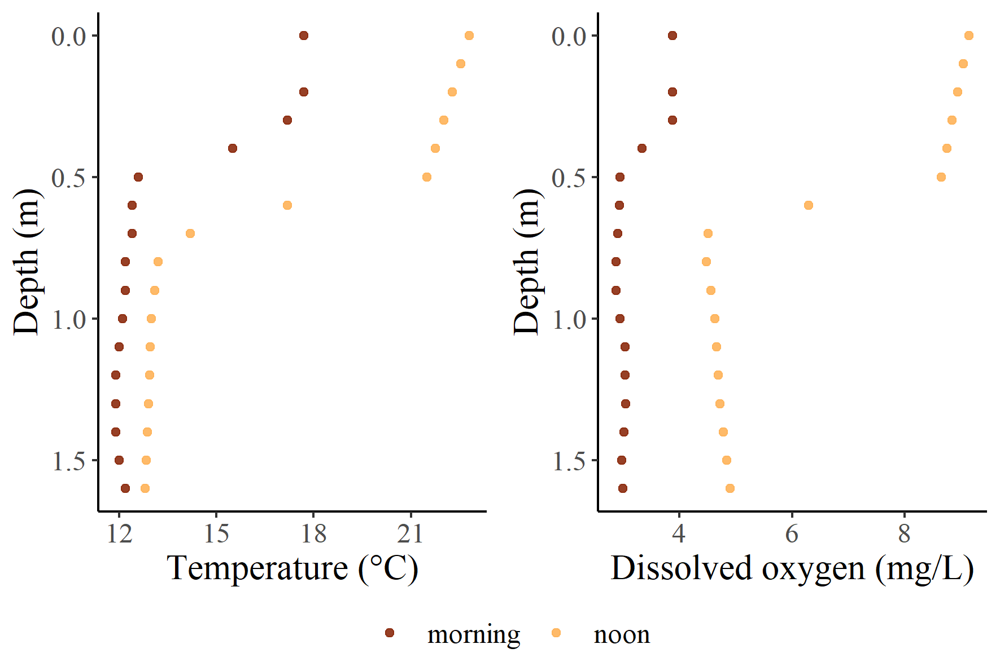 0.0
0.5
1.0
1.5
Depth (m)
12 15 18 21
Temperature (°C)
0.0
0.5
1.0
1.5
Depth (m)
4 6 8
Dissolved oxygen (mg/L)
morning noon